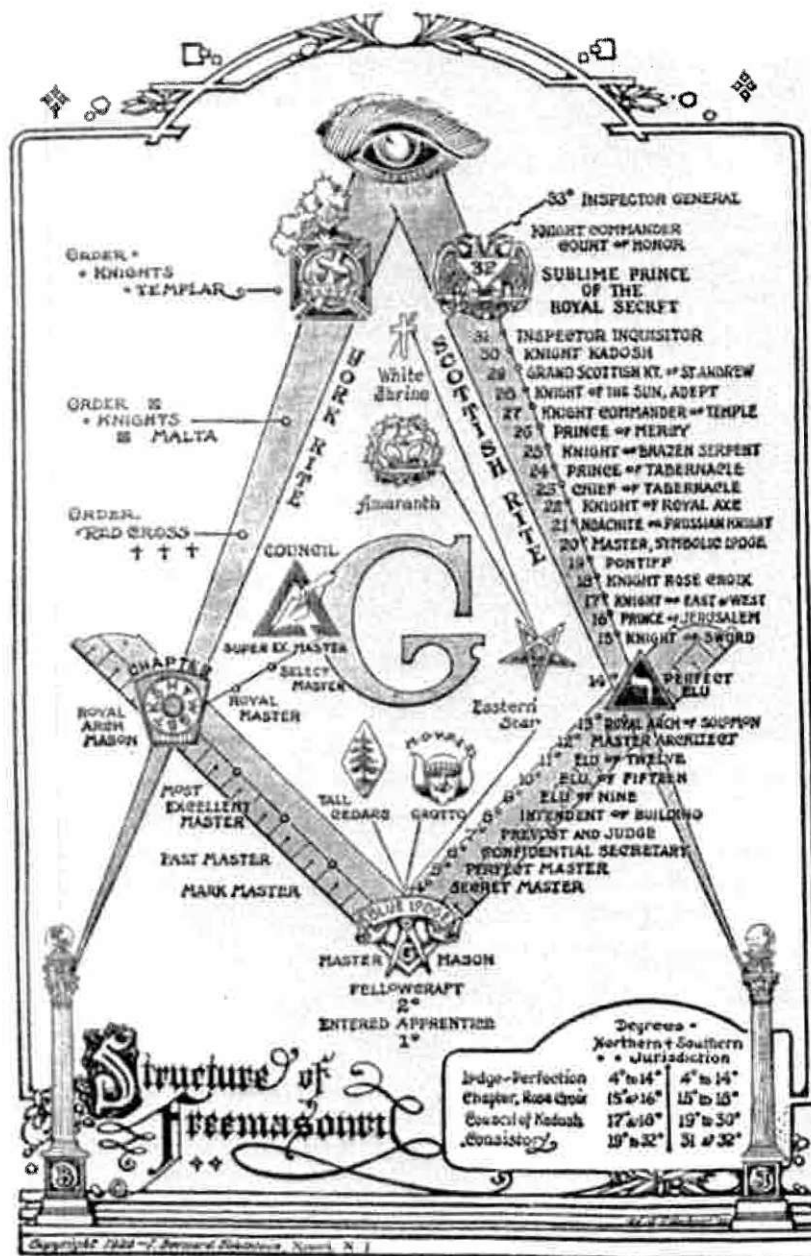 33° INSPECTOR GENERAL
KNIGHT COMMANDER
COURT OF HONOR
32
SUBLIME PRINCE
OF THE
ROYAL SECRET
ORDER
KNIGHTS
TEMPLAR
ORDER
KNIGHTS
MALTA
ORDER
RED CROSS
YORK RITE
SCOTTISH RITE
White
Shrine
Amaranth
COUNCIL
SUPER EX. MASTER
SELECT
MASTER
ROYAL
MASTER
G
Eastern
Star
31° INSPECTOR INQUISITOR
30° KNIGHT KADOSH
29° GRAND SCOTTISH KT. OF ST. ANDREW
28° KNIGHT OF THE SUN, ADEPT
27° KNIGHT COMMANDER OF TEMPLE
26° PRINCE OF MERCY
25° KNIGHT OF BRAZEN SERPENT
24° PRINCE OF TABERNACLE
23° CHIEF OF TABERNACLE
22° KNIGHT OF ROYAL AXE
21° NOACHITE OR PRUSSIAN KNIGHT
20° MASTER, SYMBOLIC LODGE
19° PONTIFF
18° KNIGHT ROSE CROIX
17° KNIGHT OF EAST & WEST
16° PRINCE OF JERUSALEM
15° KNIGHT OF SWORD
14° PERFECT
ELU
13° ROYAL ARCH OF SOLOMON
12° MASTER ARCHITECT
11° ELU OF TWELVE
10° ELU OF FIFTEEN
9° ELU OF NINE
8° INTENDENT OF BUILDING
7° PREVOST AND JUDGE
6° CONFIDENTIAL SECRETARY
5° PERFECT MASTER
4° SECRET MASTER
CHAPTER
ROYAL
ARCH
MASON
MOST
EXCELLENT
MASTER
PAST MASTER
MARK MASTER
TALL
CEDARS
GROTTO
BLUE LODGE
G
MASTER MASON
FELLOWCRAFT
2°
ENTERED APPRENTICE
1°
Structure of
Freemasonry
Degrees
Northern + Southern
Jurisdiction
Lodge-Perfection 4° to 14° 4° to 14°
Chapter, Rose Croix 15° & 16° 15° to 18°
Council of Kadosh 17° & 18° 19° to 30°
Consistory 19° to 32° 31 & 32°
B
J
Copyright
N. J.